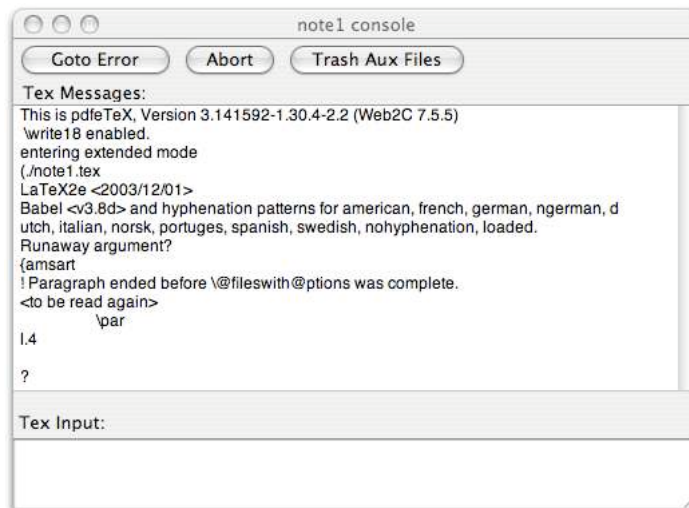 note1 console
Goto Error Abort Trash Aux Files
Tex Messages:
This is pdfeTeX, Version 3.141592-1.30.4-2.2 (Web2C 7.5.5)
\write18 enabled.
entering extended mode
(./note1.tex
LaTeX2e <2003/12/01>
Babel <v3.8d> and hyphenation patterns for american, french, german, ngerman, d
utch, italian, norsk, portuges, spanish, swedish, nohyphenation, loaded.
Runaway argument?
{amsart
! Paragraph ended before \@fileswith@ptions was complete.
<to be read again>
\par
l.4
?
Tex Input: